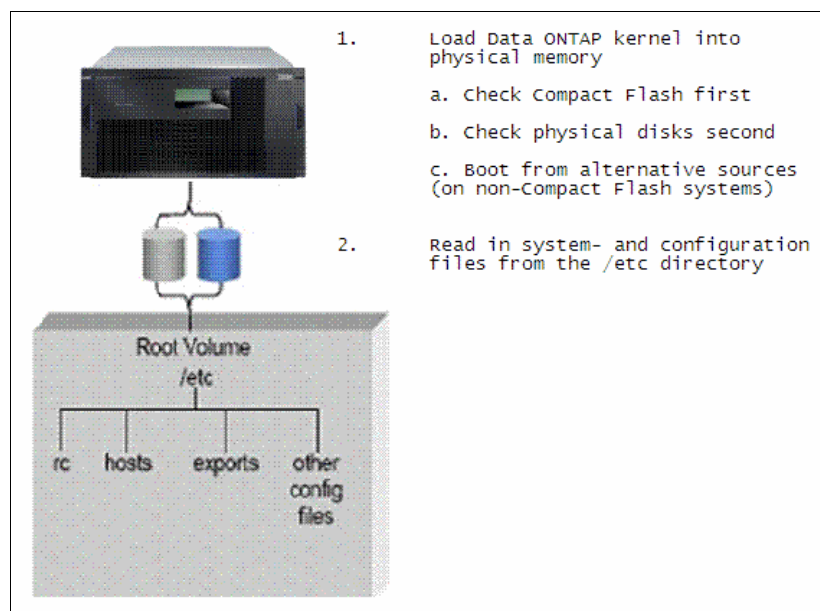 1. Load Data ONTAP kernel into
physical memory
a. Check Compact Flash first
b. Check physical disks second
c. Boot from alternative sources
(on non-Compact Flash systems)
2. Read in system- and configuration
files from the /etc directory
Root Volume
/etc
rc hosts exports other
config
files